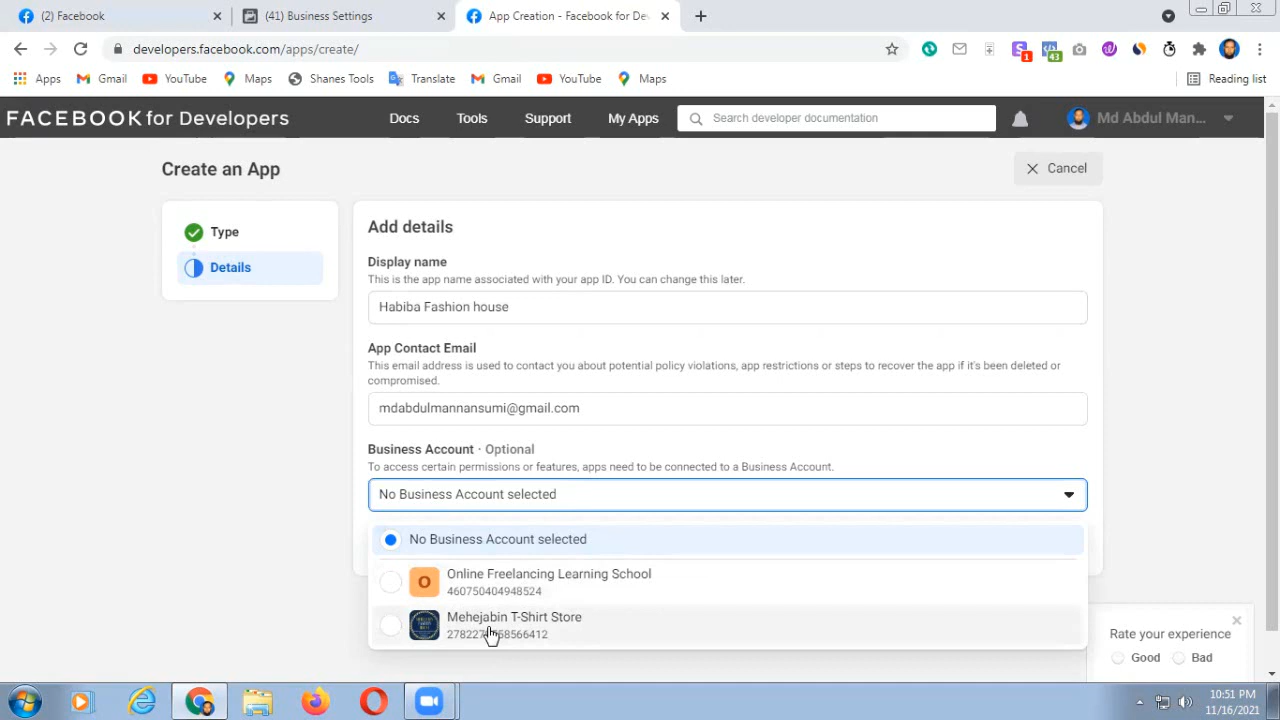 (2) Facebook
(41) Business Settings
App Creation - Facebook for De
developers.facebook.com/apps/create/
1
43
Apps
Gmail
YouTube
Maps
Shanes Tools
Translate
Gmail
YouTube
Maps
Reading list
FACEBOOK for Developers
Docs
Tools
Support
My Apps
Search developer documentation
Md Abdul Man...
Create an App
Cancel
Type
Details
Add details
Display name
This is the app name associated with your app ID. You can change this later.
Habiba Fashion house
App Contact Email
This email address is used to contact you about potential policy violations, app restrictions or steps to recover the app if it's been deleted or
compromised.
mdabdulmannansumi@gmail.com
Business Account · Optional
To access certain permissions or features, apps need to be connected to a Business Account.
No Business Account selected
No Business Account selected
O
Online Freelancing Learning School
460750404948524
Mehejabin T-Shirt Store
Rate your experience
Good
Bad
10:51 PM
11/16/2021